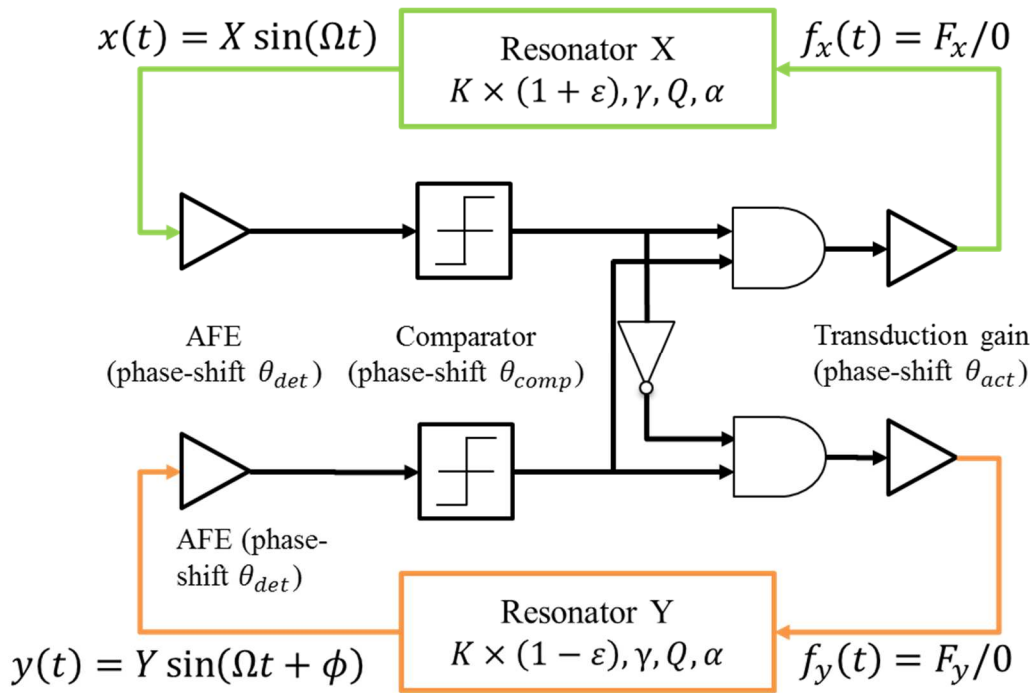 x(t) = X sin(Ωt)
Resonator X
K × (1 + ε), γ, Q, α
f_x(t) = F_x/0
AFE
(phase-shift θ_det)
Comparator
(phase-shift θ_comp)
Transduction gain
(phase-shift θ_act)
AFE (phase-
shift θ_det)
Resonator Y
K × (1 − ε), γ, Q, α
y(t) = Y sin(Ωt + ϕ)
f_y(t) = F_y/0